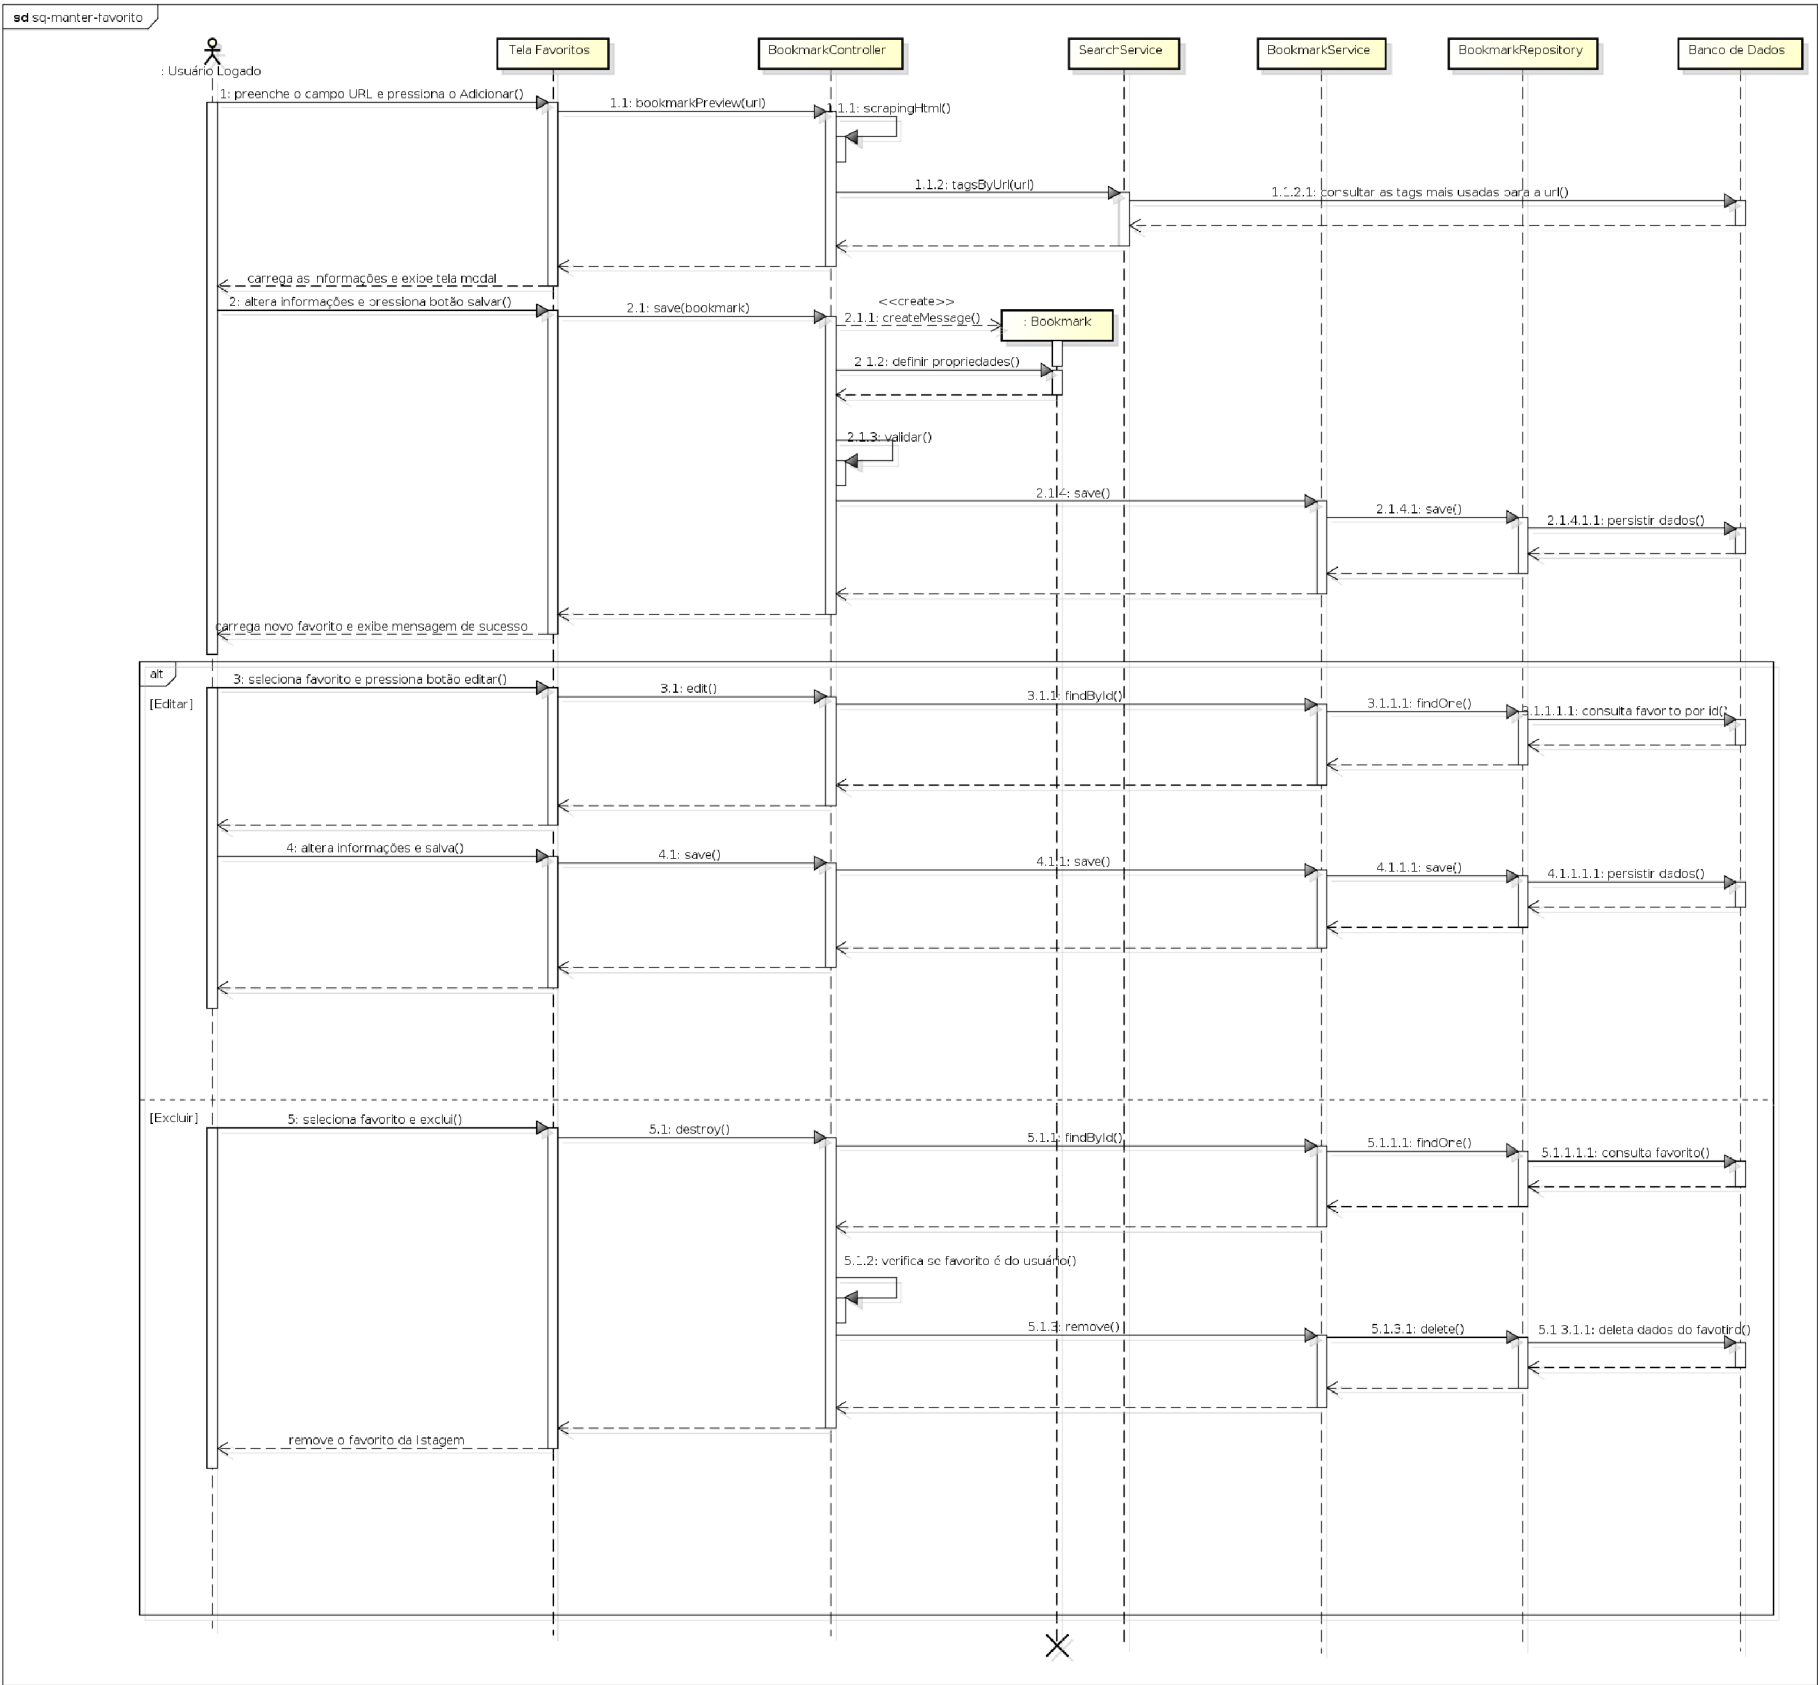 sd sq-manter-favorito
: Usuário Logado
Tela Favoritos
BookmarkController
SearchService
BookmarkService
BookmarkRepository
Banco de Dados
1: preenche o campo URL e pressiona o Adicionar()
1.1: bookmarkPreview(url)
1.1.1: scrapingHtml()
1.1.2: tagsByUrl(url)
1.1.2.1: consultar as tags mais usadas para a url()
carrega as informações e exibe tela modal
2: altera informações e pressiona botão salvar()
2.1: save(bookmark)
<<create>>
2.1.1: createMessage()
: Bookmark
2.1.2: definir propriedades()
2.1.3: validar()
2.1.4: save()
2.1.4.1: save()
2.1.4.1.1: persistir dados()
carrega novo favorito e exibe mensagem de sucesso
alt
[Editar]
3: seleciona favorito e pressiona botão editar()
3.1: edit()
3.1.1: findById()
3.1.1.1: findOne()
3.1.1.1.1: consulta favorito por id()
4: altera informações e salva()
4.1: save()
4.1.1: save()
4.1.1.1: save()
4.1.1.1.1: persistir dados()
[Excluir]
5: seleciona favorito e exclui()
5.1: destroy()
5.1.1: findById()
5.1.1.1: findOne()
5.1.1.1.1: consulta favorito()
5.1.2: verifica se favorito é do usuário()
5.1.3: remove()
5.1.3.1: delete()
5.1.3.1.1: deleta dados do favotiro()
remove o favorito da listagem